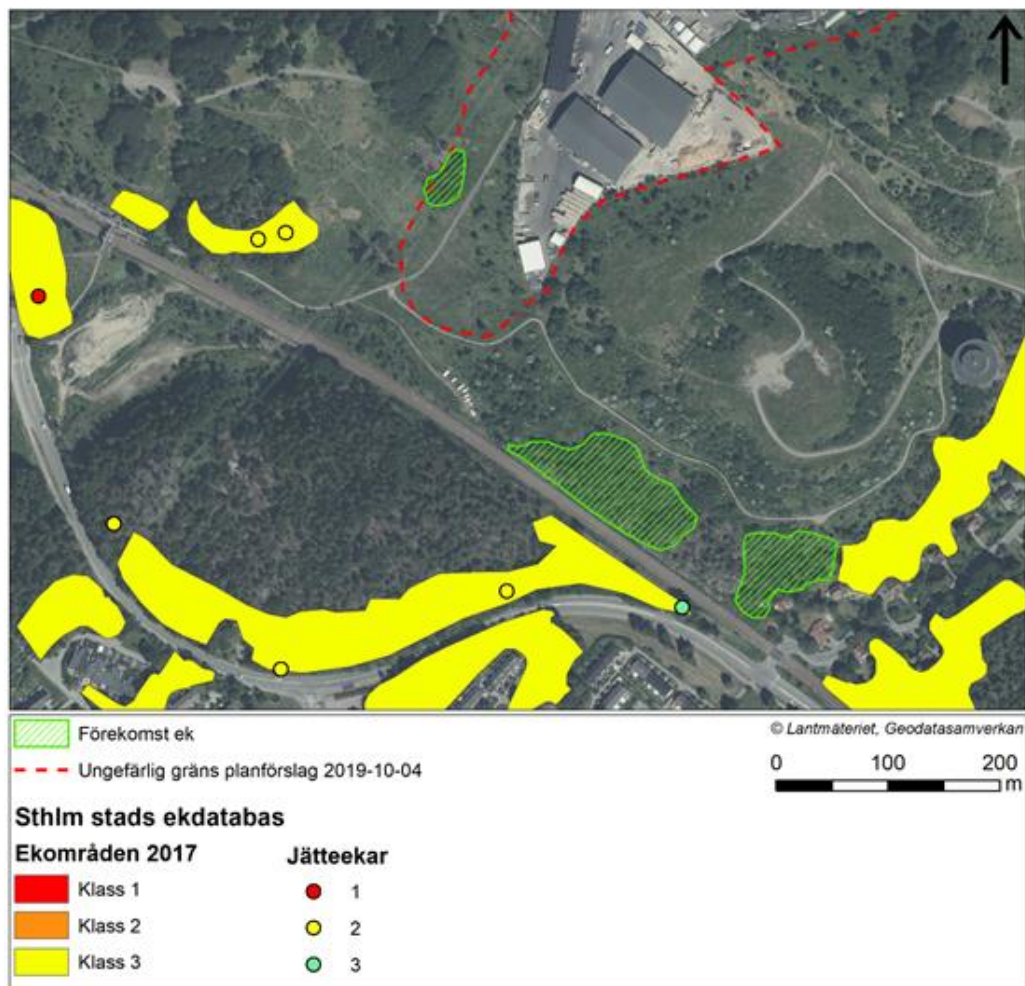 Förekomst ek
© Lantmäteriet, Geodatasamverkan
Ungefärlig gräns planförslag 2019-10-04
0 100 200
m
Sthlm stads ekdatabas
Ekområden 2017
Jätteekar
Klass 1
1
Klass 2
2
Klass 3
3